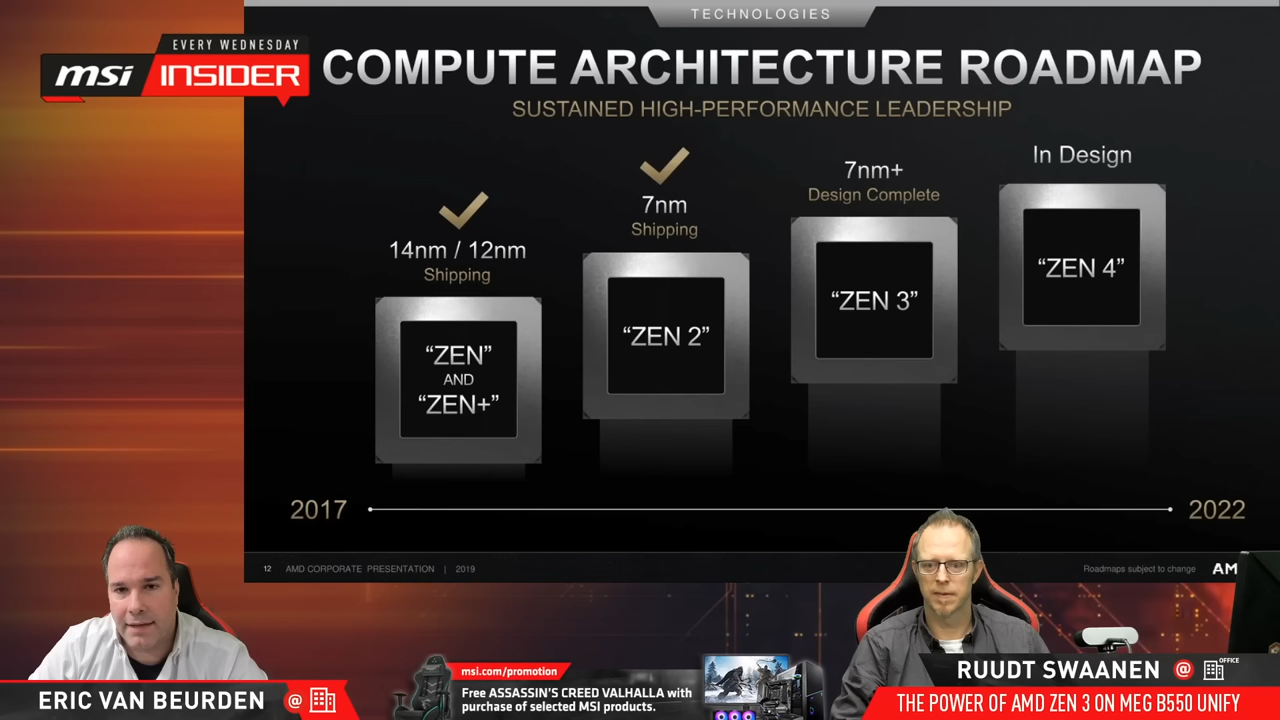 TECHNOLOGIES
EVERY WEDNESDAY
msi INSIDER
COMPUTE ARCHITECTURE ROADMAP
SUSTAINED HIGH-PERFORMANCE LEADERSHIP
14nm / 12nm
Shipping
"ZEN"
AND
"ZEN+"
7nm
Shipping
"ZEN 2"
7nm+
Design Complete
"ZEN 3"
In Design
"ZEN 4"
2017
2022
12 AMD CORPORATE PRESENTATION | 2019
Roadmaps subject to change
AM
ERIC VAN BEURDEN @
msi.com/promotion
Free ASSASSIN'S CREED VALHALLA with
purchase of selected MSI products.
RUUDT SWAANEN @ OFFICE
THE POWER OF AMD ZEN 3 ON MEG B550 UNIFY